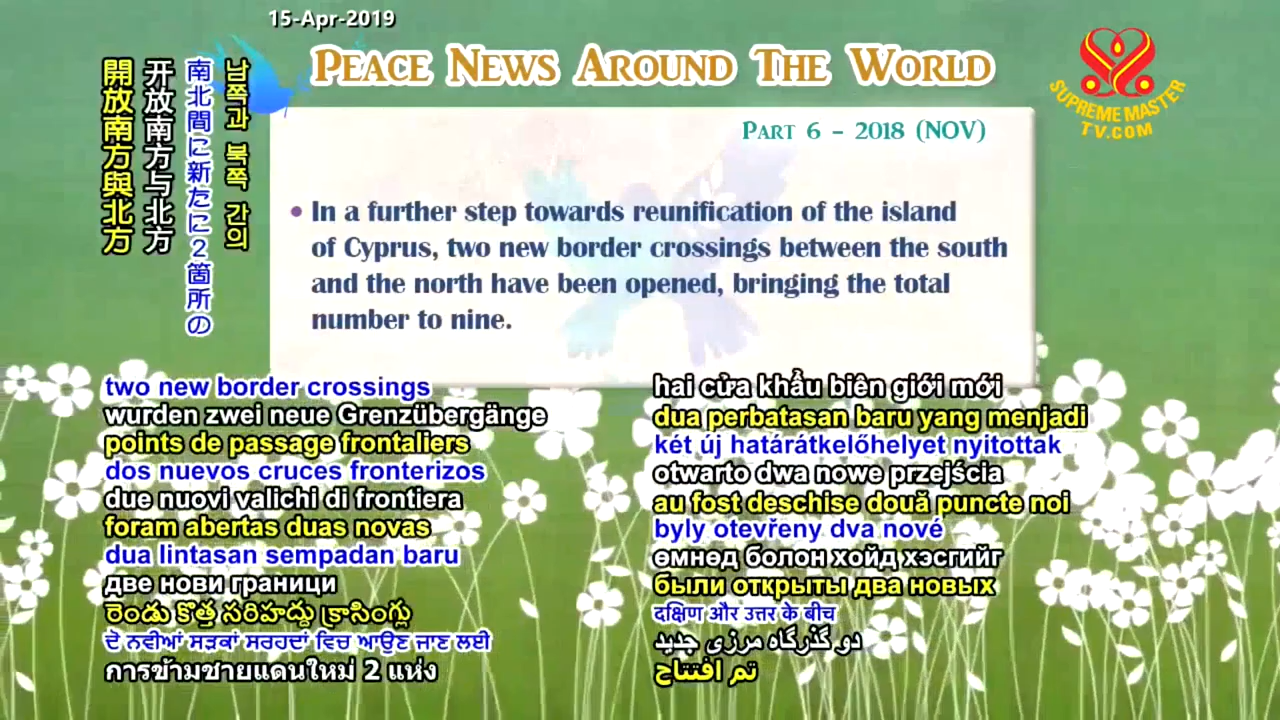 15-Apr-2019
PEACE NEWS AROUND THE WORLD
SUPREME MASTER
TV.COM
PART 6 - 2018 (NOV)
• In a further step towards reunification of the island
of Cyprus, two new border crossings between the south
and the north have been opened, bringing the total
number to nine.
開放南方與北方
开放南方与北方
南北間に新たに2箇所の
남쪽과 북쪽 간의
two new border crossings
wurden zwei neue Grenzübergänge
points de passage frontaliers
dos nuevos cruces fronterizos
due nuovi valichi di frontiera
foram abertas duas novas
dua lintasan sempadan baru
две нови граници
రెండు కొత్త సరిహద్దు క్రాసింగ్లు
ਦੋ ਨਵੀਆਂ ਸੜਕਾਂ ਸਰਹਦਾਂ ਵਿਚ ਆਉਣ ਜਾਣ ਲਈ
การข้ามชายแดนใหม่ 2 แห่ง
hai cửa khẩu biên giới mới
dua perbatasan baru yang menjadi
két új határátkelőhelyet nyitottak
otwarto dwa nowe przejścia
au fost deschise două puncte noi
byly otevřeny dva nové
өмнөд болон хойд хэсгийг
были открыты два новых
दक्षिण और उत्तर के बीच
دو گذرگاه مرزی جدید
تم افتتاح